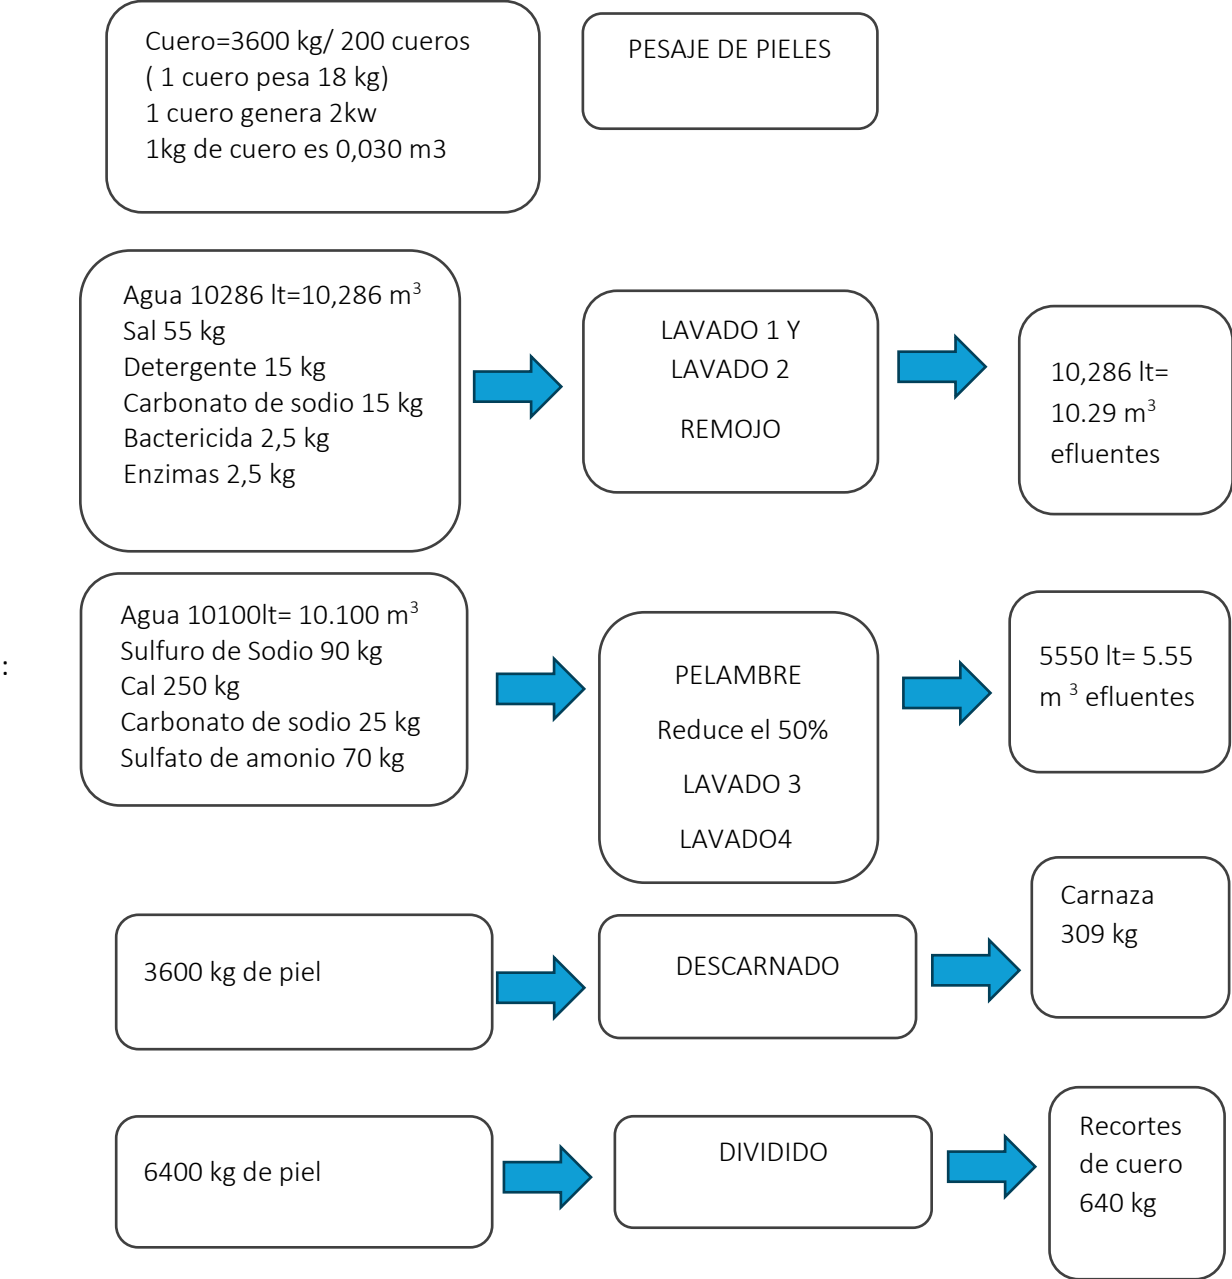 Cuero=3600 kg/ 200 cueros
( 1 cuero pesa 18 kg)
1 cuero genera 2kw
1kg de cuero es 0,030 m3
PESAJE DE PIELES
Agua 10286 lt=10,286 m³
Sal 55 kg
Detergente 15 kg
Carbonato de sodio 15 kg
Bactericida 2,5 kg
Enzimas 2,5 kg
LAVADO 1 Y
LAVADO 2
REMOJO
10,286 lt=
10.29 m³
efluentes
:
Agua 10100lt= 10.100 m³
Sulfuro de Sodio 90 kg
Cal 250 kg
Carbonato de sodio 25 kg
Sulfato de amonio 70 kg
PELAMBRE
Reduce el 50%
LAVADO 3
LAVADO4
5550 lt= 5.55
m ³ efluentes
3600 kg de piel
DESCARNADO
Carnaza
309 kg
6400 kg de piel
DIVIDIDO
Recortes
de cuero
640 kg